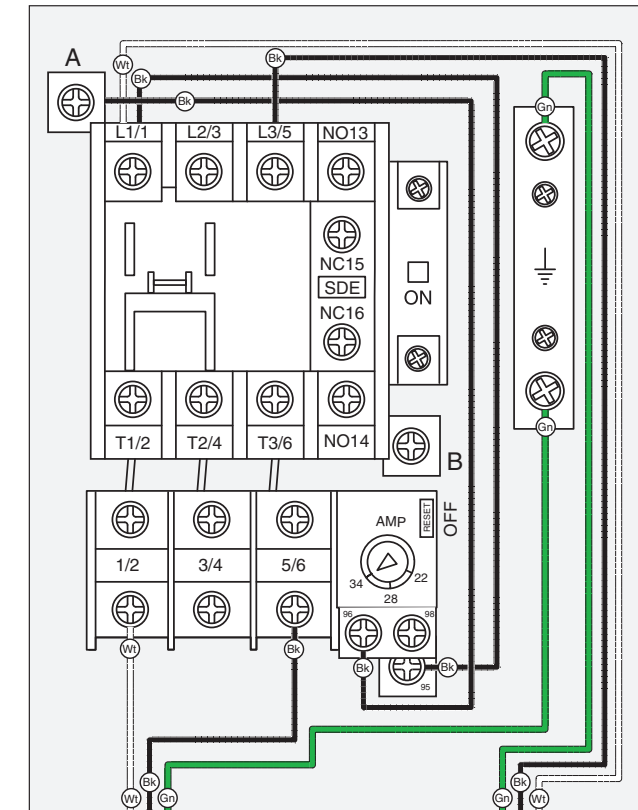 A
Wt
Bk
Bk
Bk
Gn
L1/1
L2/3
L3/5
NO13
NC15
SDE
NC16
ON
T1/2
T2/4
T3/6
NO14
Gn
B
1/2
3/4
5/6
AMP
RESET
OFF
34
22
28
96
98
95
Wt
Bk
Bk
Bk
Bk
Wt
Gn
Bk
Gn
Wt